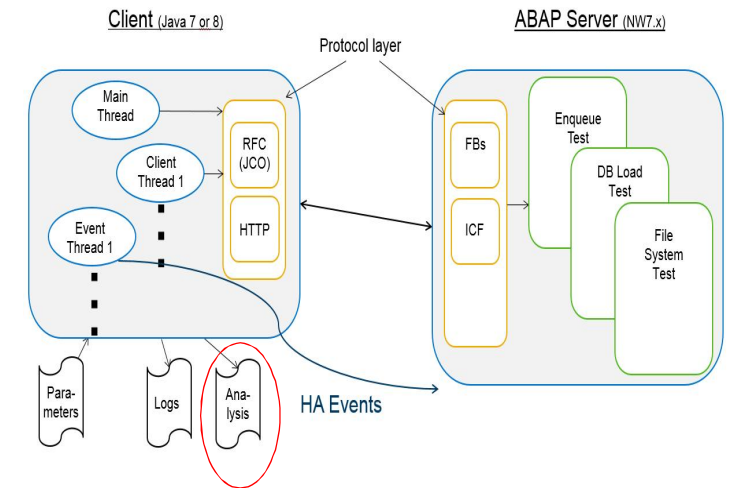 Client (Java 7 or 8)
ABAP Server (NW7.x)
Protocol layer
Main
Thread
Client
Thread 1
Event
Thread 1
RFC
(JCO)
HTTP
FBs
ICF
Enqueue
Test
DB Load
Test
File
System
Test
Para-
meters
Logs
Ana-
lysis
HA Events